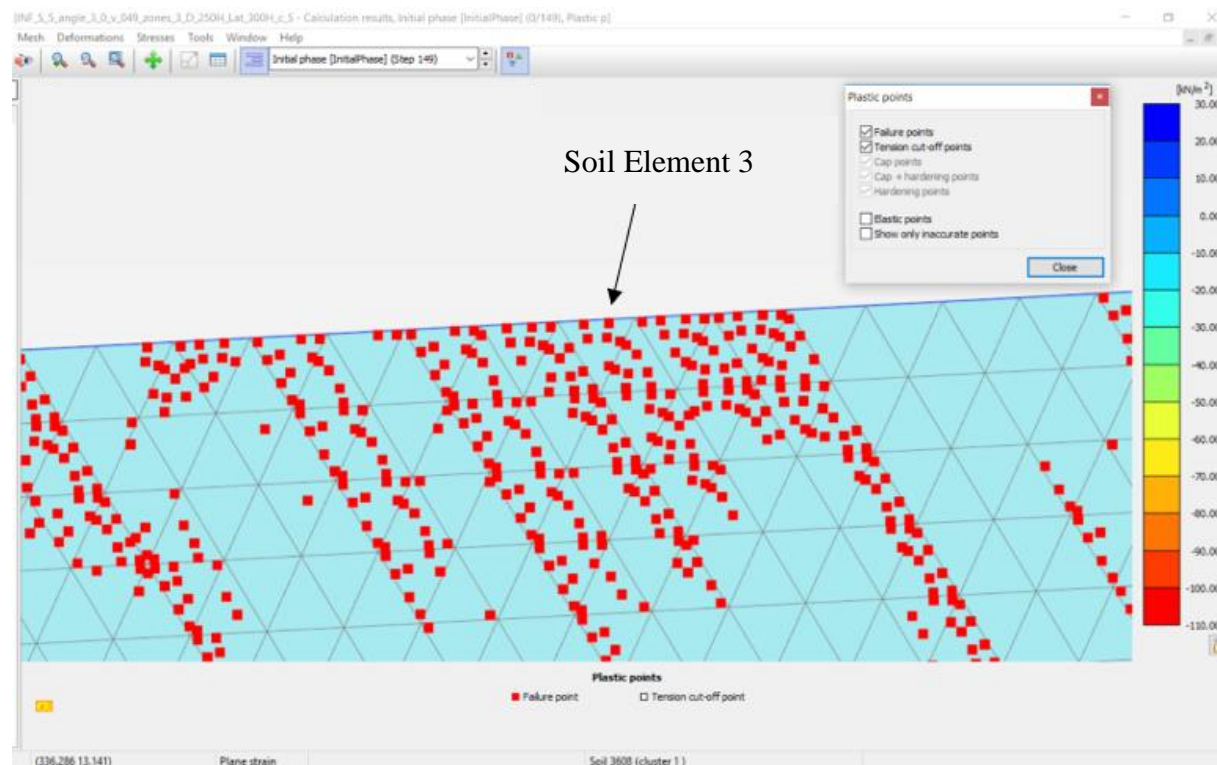 [INF_S_S_angle_3_0_v_049_zones_3_D_250H_Lat_300H_c_S - Calculation results, Initial phase [InitialPhase] (0/149), Plastic p]
Mesh Deformations Stresses Tools Window Help
Initial phase [InitialPhase] (Step 149)
Plastic points
Failure points
Tension cut-off points
Cap points
Cap + hardening points
Hardening points
Elastic points
Show only inaccurate points
Close
Soil Element 3
[kN/m²]
30.00
20.00
10.00
0.00
-10.00
-20.00
-30.00
-40.00
-50.00
-60.00
-70.00
-80.00
-90.00
-100.00
-110.00
Plastic points
Failure point Tension cut-off point
(336.286 13.141) Plane strain Soil 3608 (cluster 1)